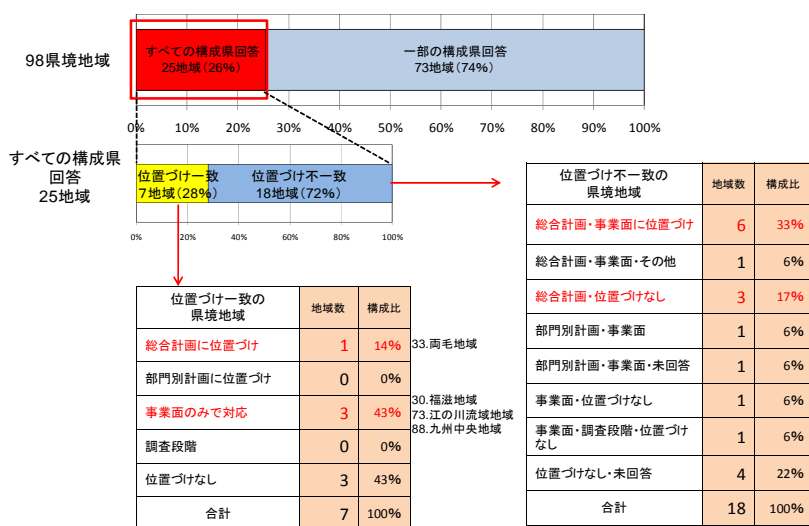 98県境地域
すべての構成県回答
25地域(26%)
一部の構成県回答
73地域(74%)
0% 10% 20% 30% 40% 50% 60% 70% 80% 90% 100%
すべての構成県
回答
25地域
位置づけ一致
7地域(28%)
位置づけ不一致
18地域(72%)
0% 20% 40% 60% 80% 100%
位置づけ一致の
県境地域 地域数 構成比
総合計画に位置づけ 1 14%
部門別計画に位置づけ 0 0%
事業面のみで対応 3 43%
調査段階 0 0%
位置づけなし 3 43%
合計 7 100%
33.両毛地域
30.福滋地域
73.江の川流域地域
88.九州中央地域
位置づけ不一致の
県境地域 地域数 構成比
総合計画・事業面に位置づけ 6 33%
総合計画・事業面・その他 1 6%
総合計画・位置づけなし 3 17%
部門別計画・事業面 1 6%
部門別計画・事業面・未回答 1 6%
事業面・位置づけなし 1 6%
事業面・調査段階・位置づけ
なし 1 6%
位置づけなし・未回答 4 22%
合計 18 100%